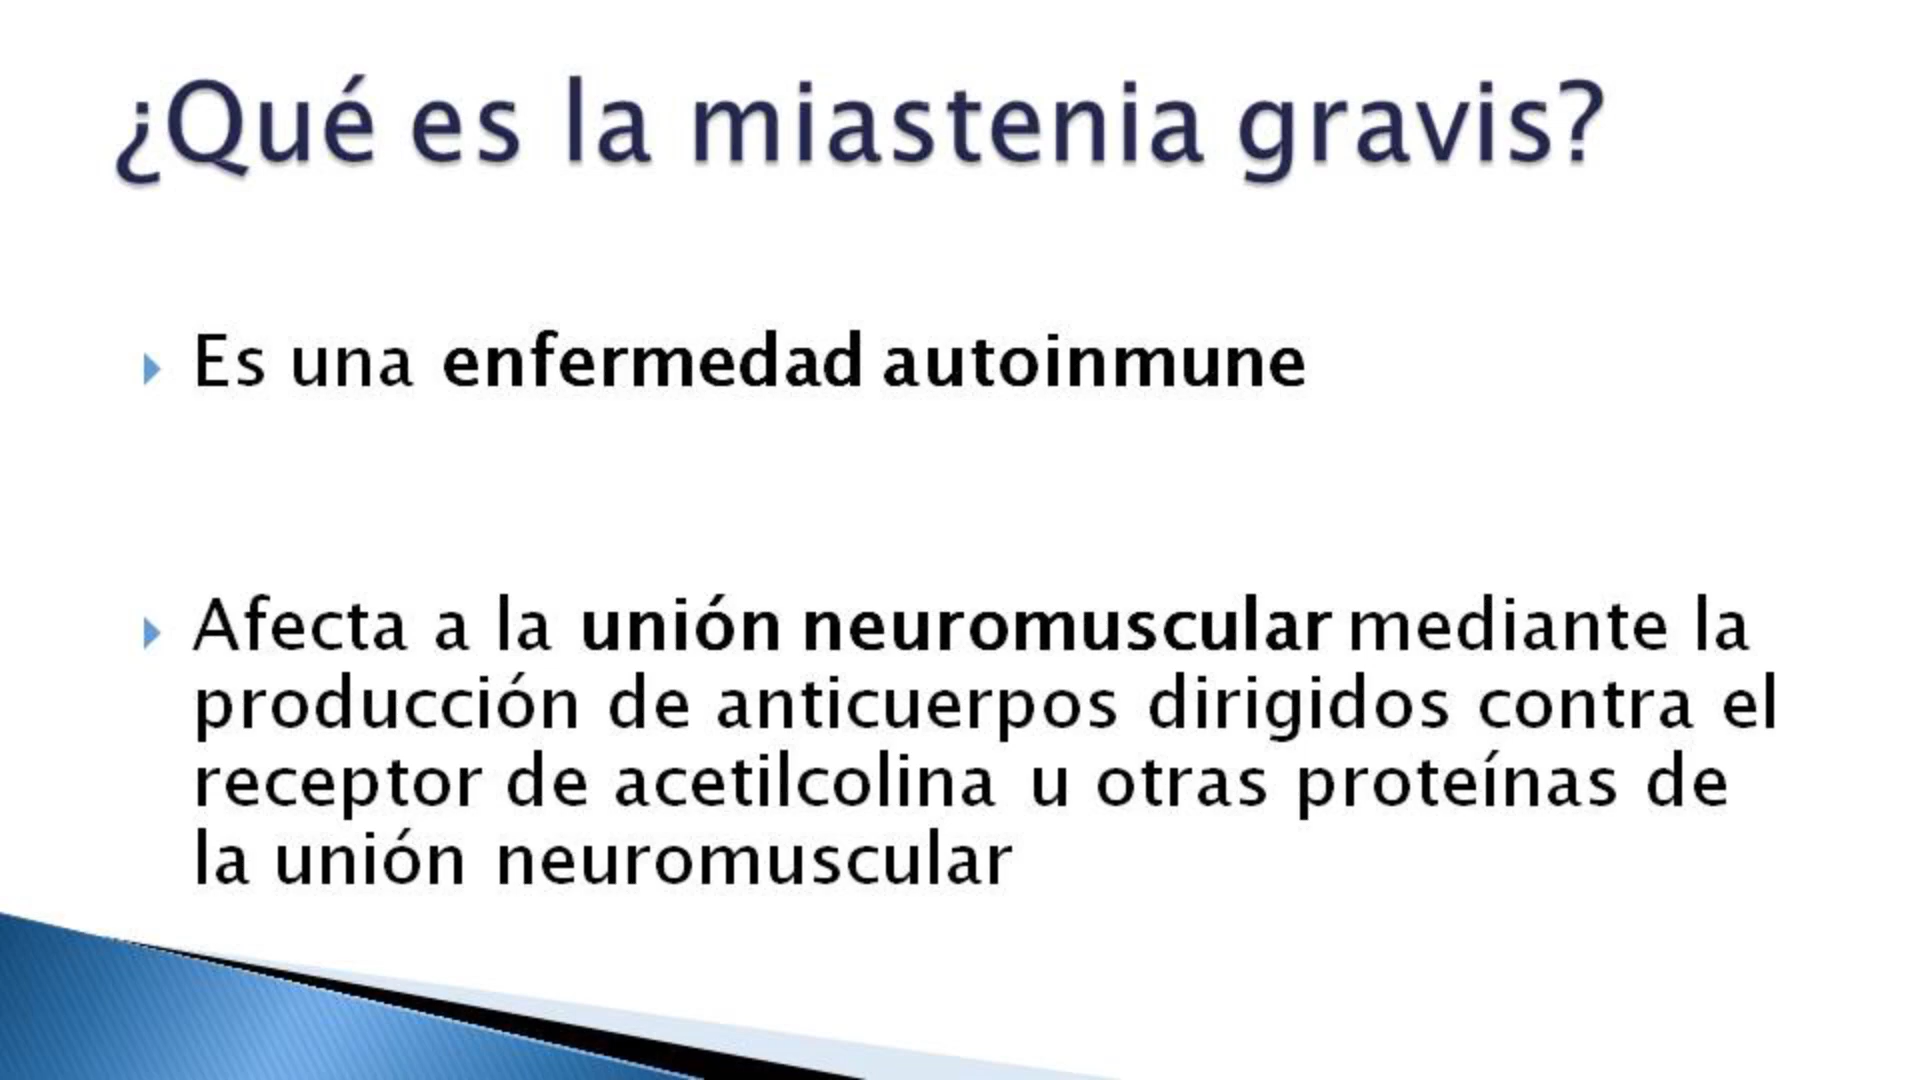 ¿Qué es la miastenia gravis?
Es una enfermedad autoinmune
Afecta a la unión neuromuscular mediante la
producción de anticuerpos dirigidos contra el
receptor de acetilcolina u otras proteínas de
la unión neuromuscular